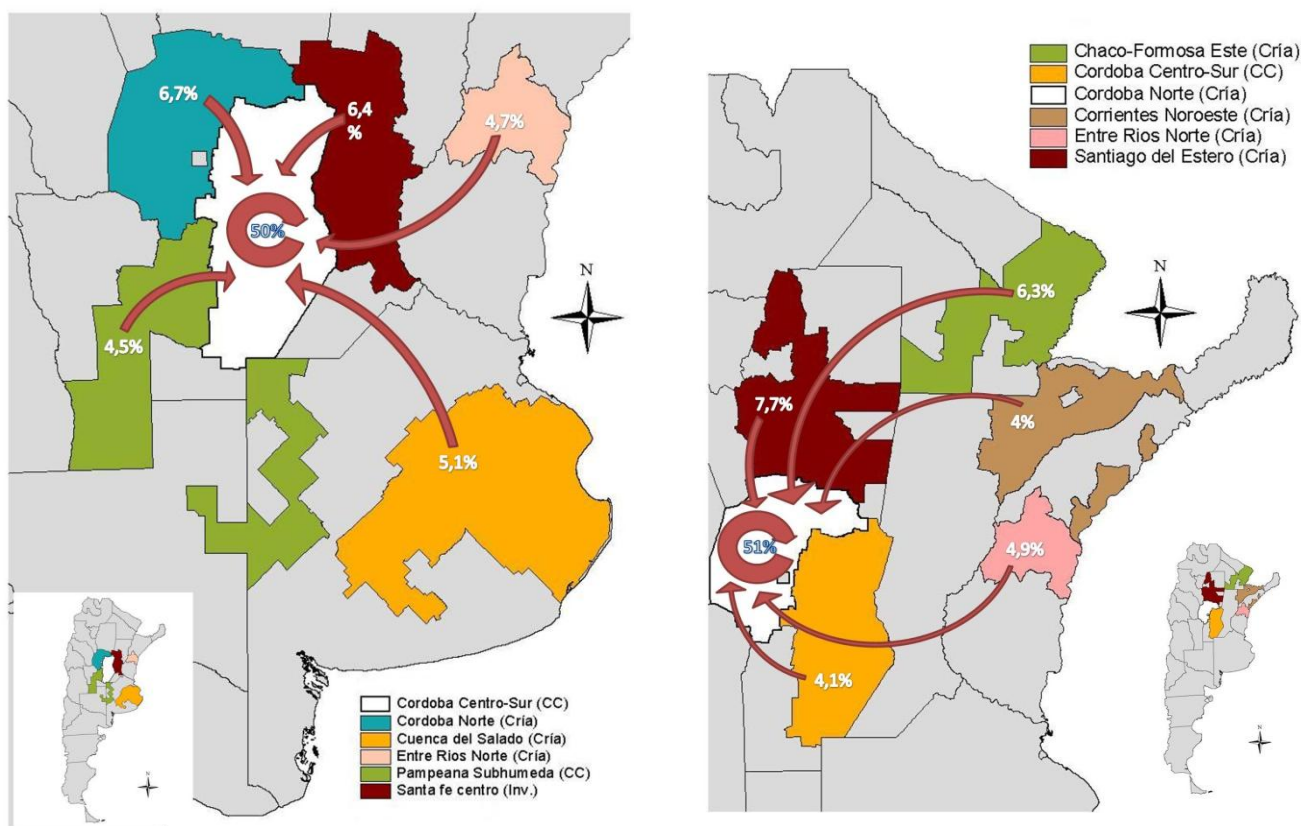 6,7%
6,4
%
4,7%
50%
4,5%
5,1%
N
N
Cordoba Centro-Sur (CC)
Cordoba Norte (Cría)
Cuenca del Salado (Cría)
Entre Rios Norte (Cría)
Pampeana Subhumeda (CC)
Santa fe centro (Inv.)
Chaco-Formosa Este (Cría)
Cordoba Centro-Sur (CC)
Cordoba Norte (Cría)
Corrientes Noroeste (Cría)
Entre Rios Norte (Cría)
Santiago del Estero (Cría)
N
6,3%
7,7%
4%
51%
4,9%
4,1%
N